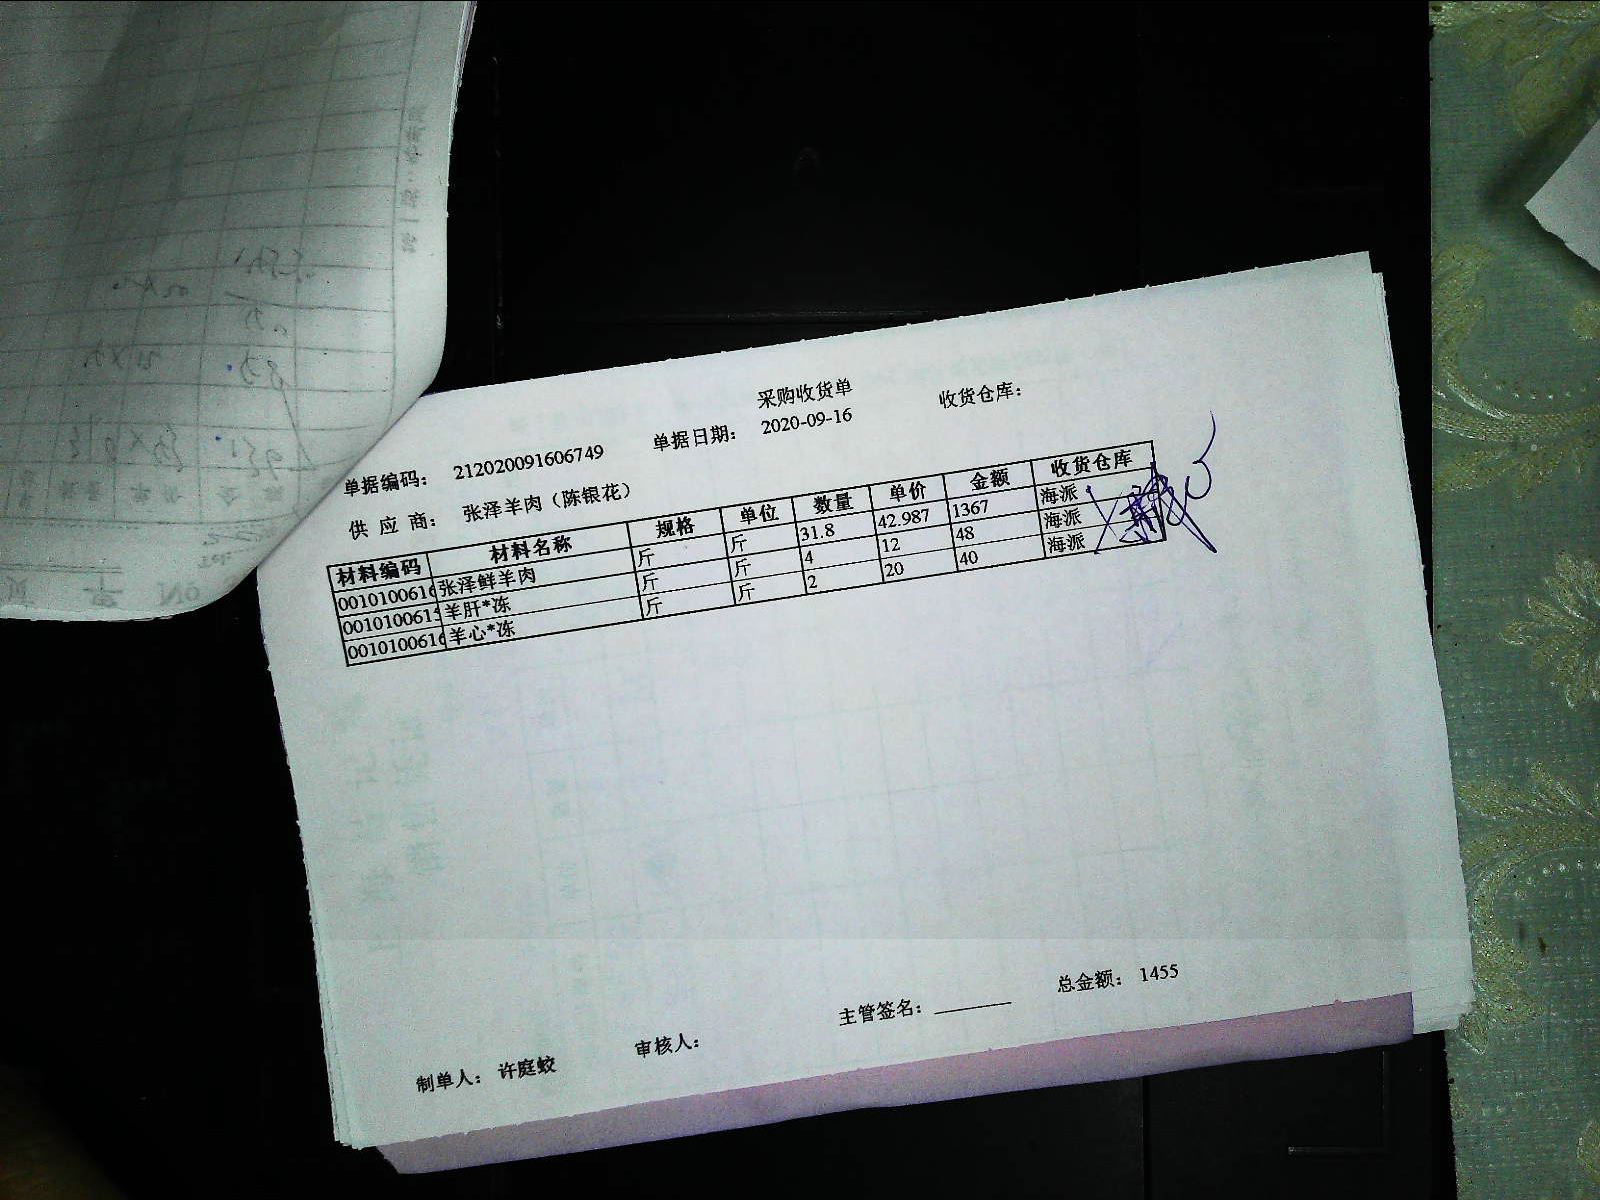 采购收货单
单据编码： 212020091606749 单据日期： 2020-09-16 收货仓库：
供 应 商： 张泽羊肉（陈银花）
材料编码 材料名称 规格 单位 数量 单价 金额 收货仓库
001010061 张泽鲜羊肉 斤 斤 31.8 42.987 1367 海派
001010061 羊肝*冻 斤 斤 4 12 48 海派
001010061 羊心*冻 斤 斤 2 20 40 海派
制单人： 许庭蛟 审核人： 主管签名： 总金额： 1455